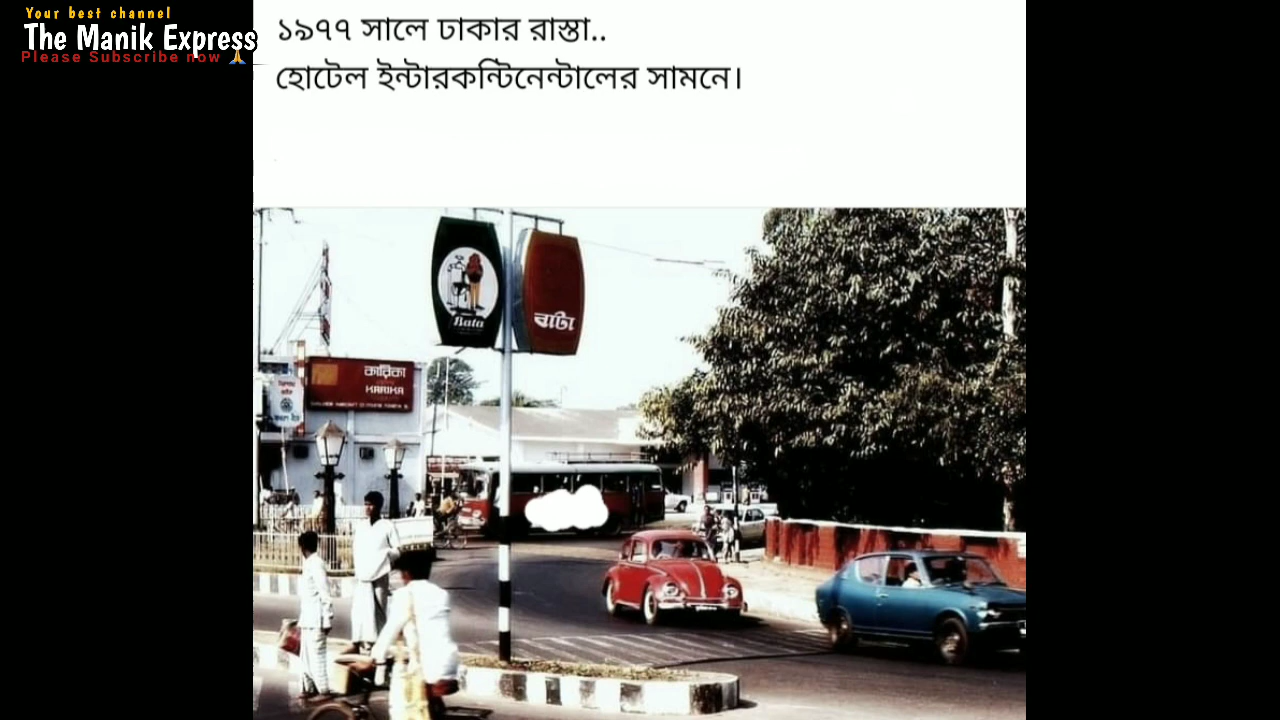 Your best channel
The Manik Express
Please Subscribe now 🙏
১৯৭৭ সালে ঢাকার রাস্তা..
হোটেল ইন্টারকন্টিনেন্টালের সামনে।
Bata
বাটা
কারিকা
KARIKA